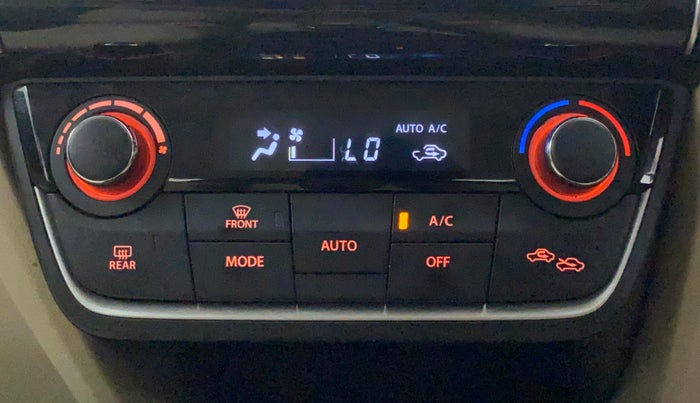 AUTO A/C
LO
FRONT
A/C
AUTO
REAR
MODE
OFF